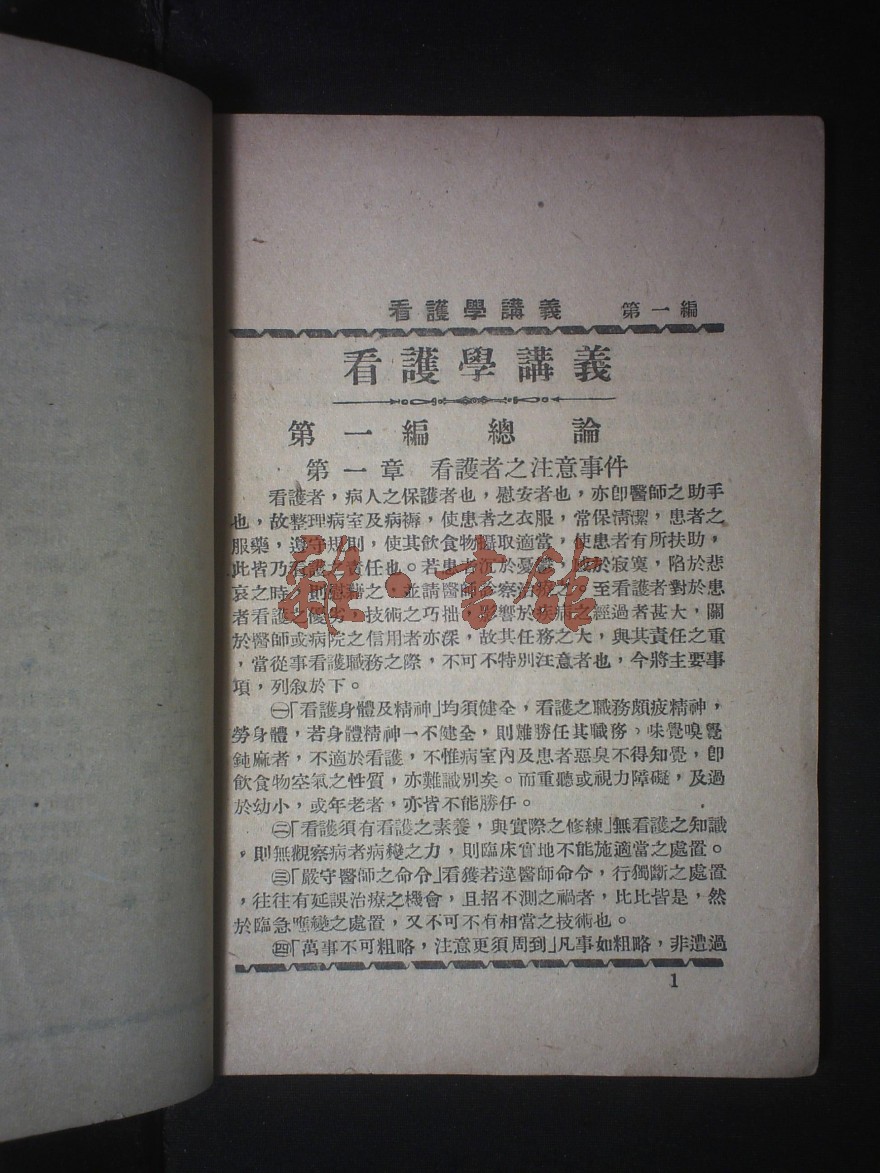 看護學講義 第一編
看護學講義
第一編 總論
第一章 看護者之注意事件
看護者，病人之保護者也，慰安者也，亦卽醫師之助手
也，故整理病室及病褥，使患者之衣服，常保淸潔，患者之
服藥，遵守規則，使其飲食物攝取適當，使患者有所扶助，
此皆乃看護之責任也。若患者沉於憂鬱，於寂寞，陷於悲
哀之時，則慰藉之，並請醫師診察治療之。至看護者對於患
者看護之優劣，技術之巧拙，影響於疾病之經過者甚大，關
於醫師或病院之信用者亦深，故其任務之大，與其責任之重
，當從事看護職務之際，不可不特別注意者也，今將主要事
項，列敘於下。
㊀「看護身體及精神」均須健全，看護之職務頗疲精神，
勞身體，若身體精神一不健全，則難勝任其職務，味覺嗅覺
鈍麻者，不適於看護，不惟病室內及患者惡臭不得知覺，卽
飲食物空氣之性質，亦難識別矣。而重聽或視力障礙，及過
於幼小，或年老者，亦皆不能勝任。
㊁「看護須有看護之素養，與實際之修練」無看護之知識
，則無觀察病者病變之力，則臨床實地不能施適當之處置。
㊂「嚴守醫師之命令」看獲若違醫師命令，行獨斷之處置
，往往有延誤治療之機會，且招不測之禍者，比比皆是，然
於臨急應變之處置，又不可不有相當之技術也。
㊃「萬事不可粗略，注意更須周到」凡事如粗略，非遭過
1
雜·書館